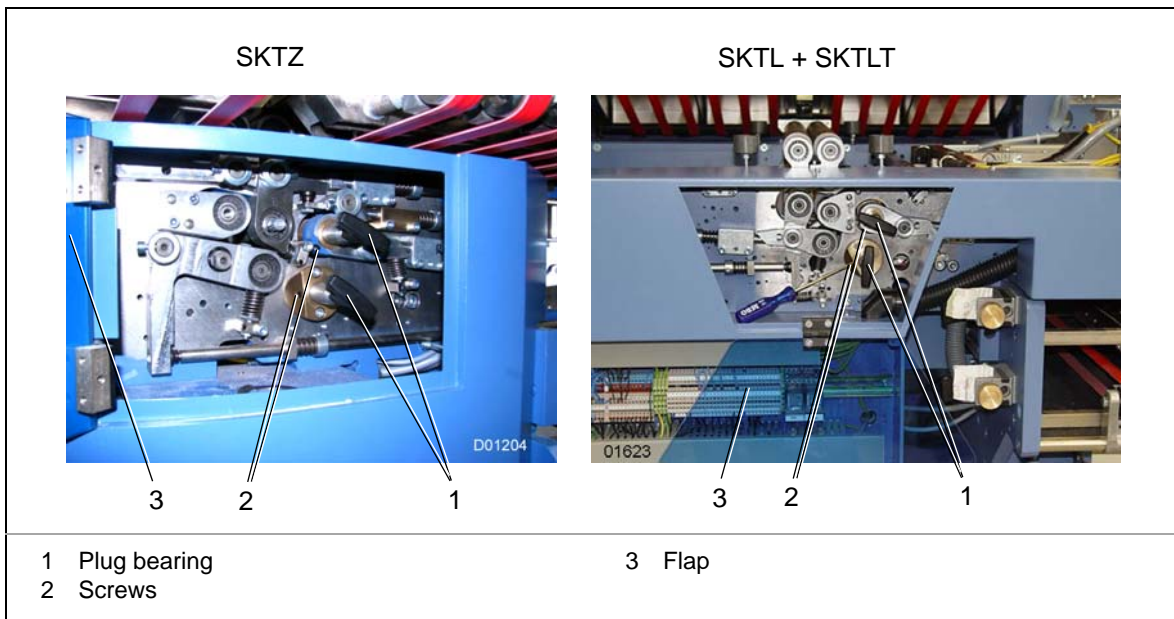 SKTZ
SKTL + SKTLT
D01204
01623
3 2 1
3 2 1
1 Plug bearing
2 Screws
3 Flap